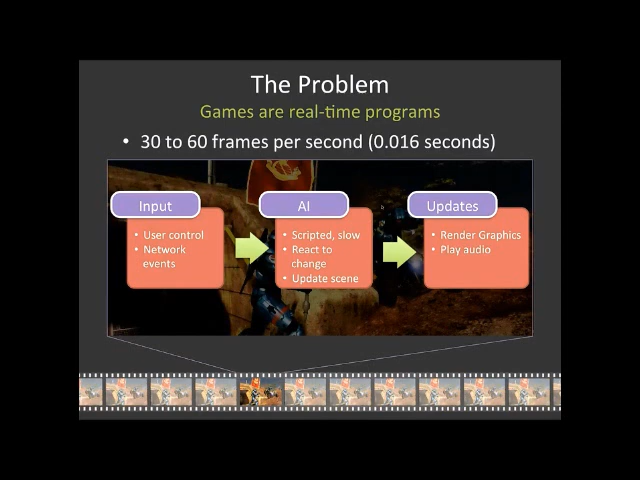 The Problem
Games are real-time programs
• 30 to 60 frames per second (0.016 seconds)
Input
• User control
• Network
events
AI
• Scripted, slow
• React to
change
• Update scene
Updates
• Render Graphics
• Play audio